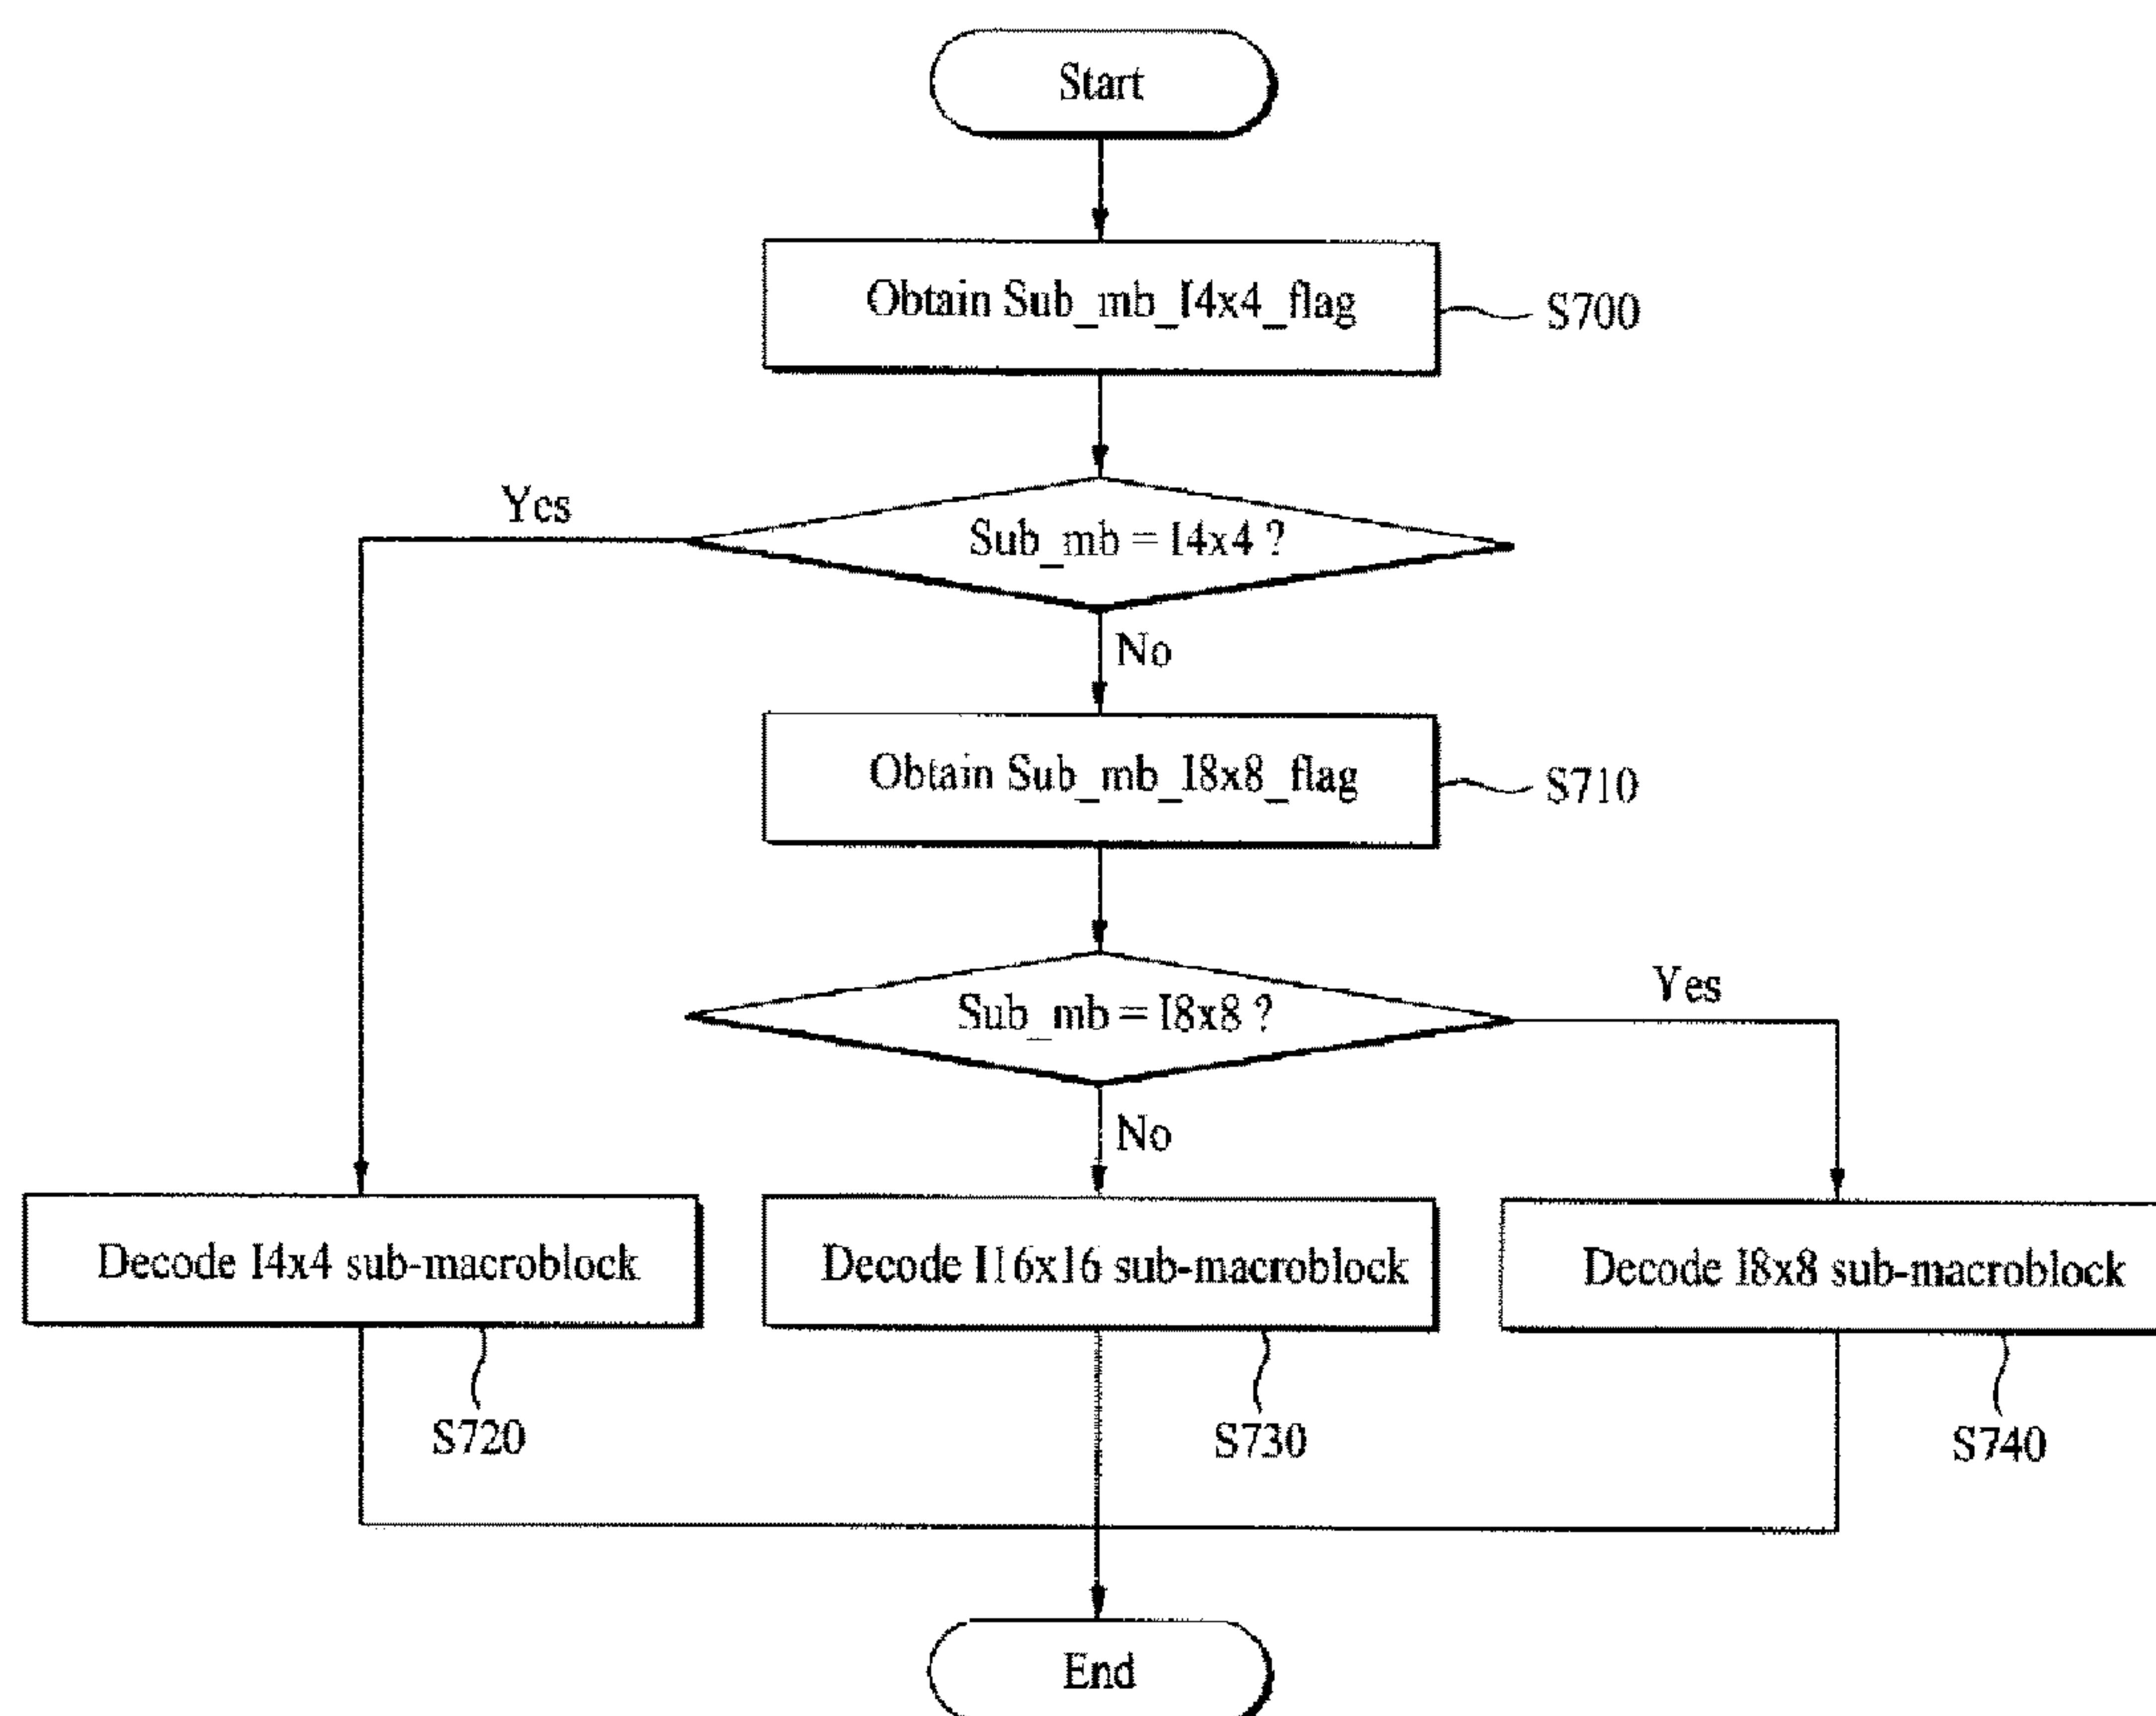 Start
Obtain Sub_mb_I4x4_flag
S700
Yes
Sub_mb = I4x4 ?
No
Obtain Sub_mb_I8x8_flag
S710
Sub_mb = I8x8 ?
Yes
No
Decode I4x4 sub-macroblock
Decode I16x16 sub-macroblock
Decode I8x8 sub-macroblock
S720
S730
S740
End